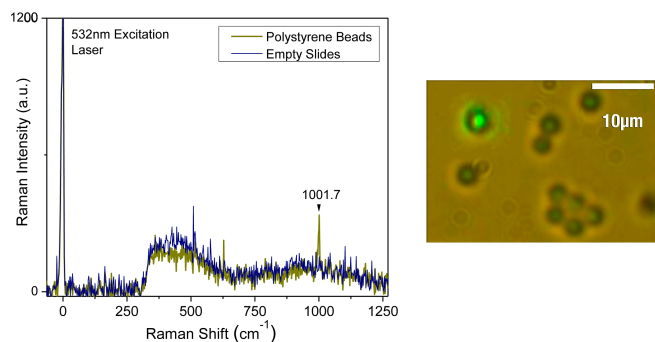 1200
532nm Excitation
Laser
Polystyrene Beads
Empty Slides
1001.7
0
Raman Intensity (a.u.)
0 250 500 750 1000 1250
Raman Shift (cm⁻¹)
10µm